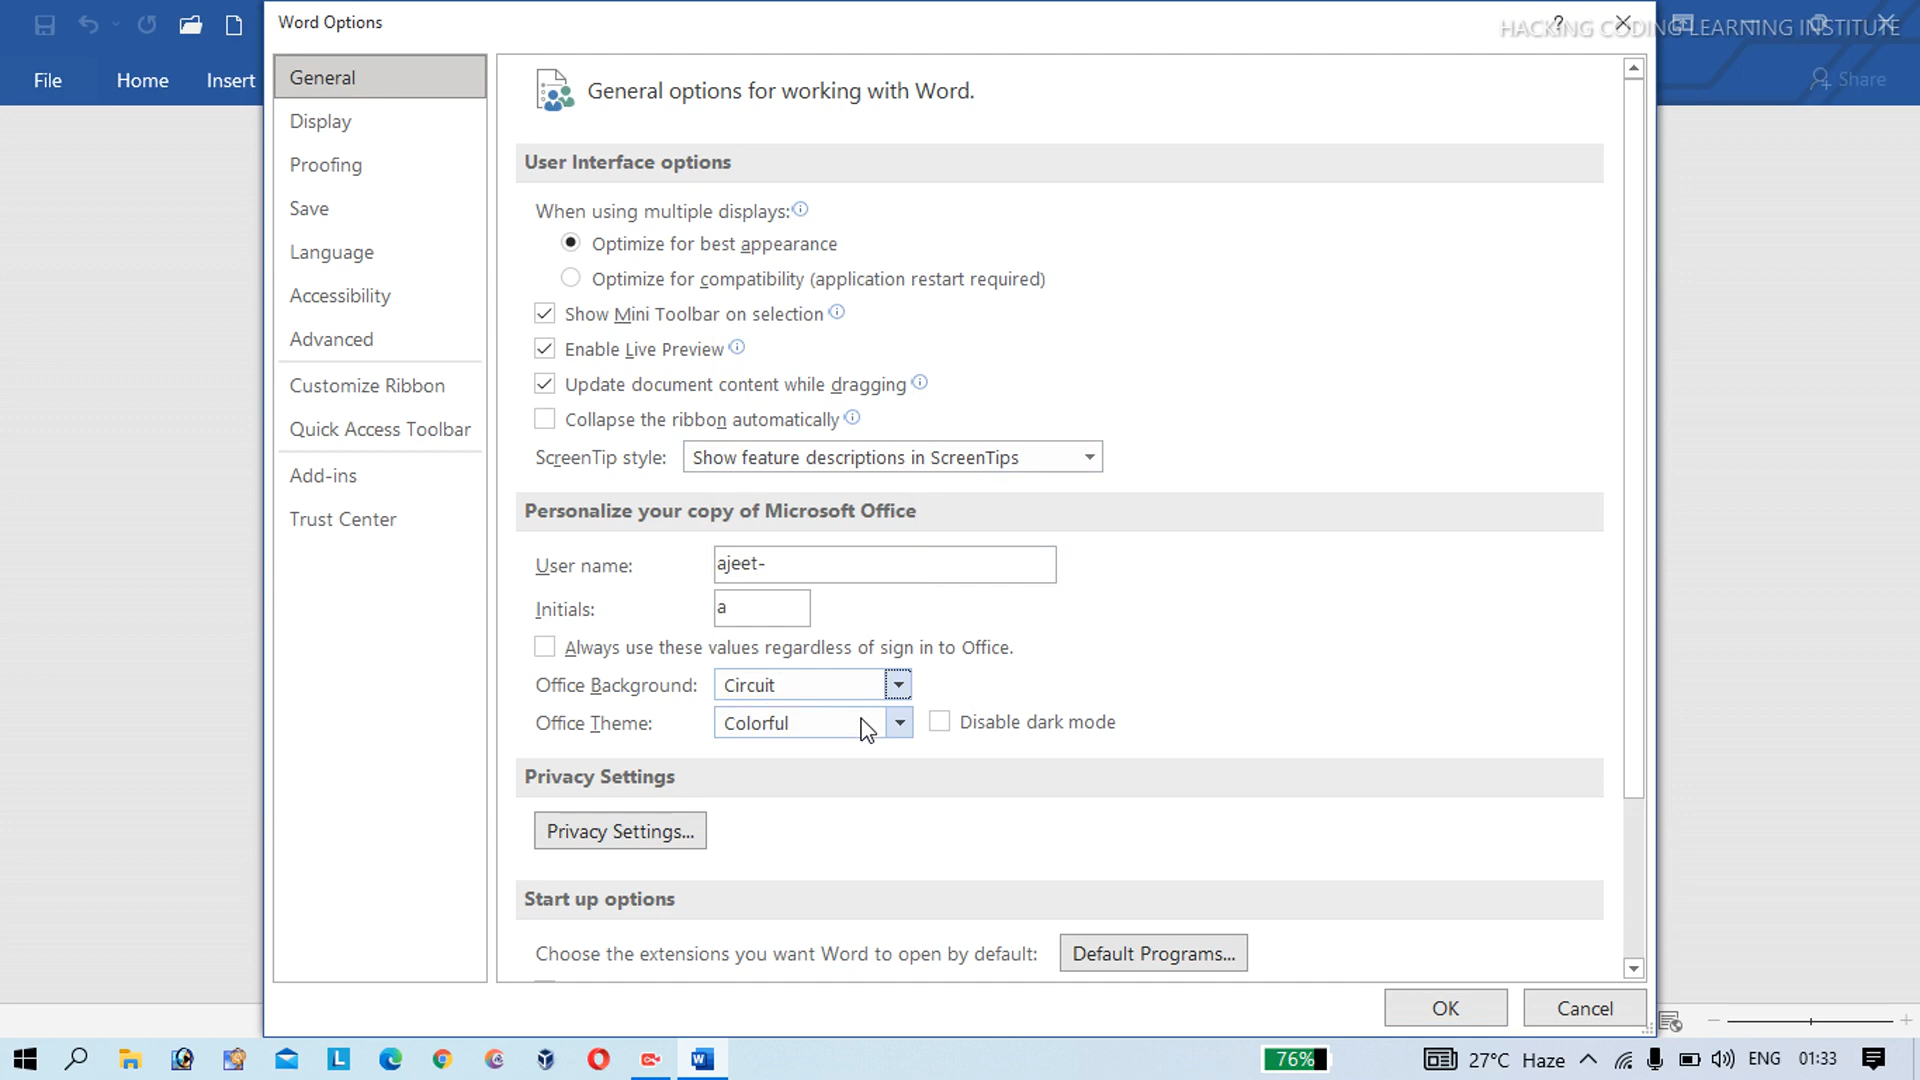 Word Options
?
HACKING CODING LEARNING INSTITUTE
File
Home
Insert
Share
General
Display
Proofing
Save
Language
Accessibility
Advanced
Customize Ribbon
Quick Access Toolbar
Add-ins
Trust Center
General options for working with Word.
User Interface options
When using multiple displays:
Optimize for best appearance
Optimize for compatibility (application restart required)
Show Mini Toolbar on selection
Enable Live Preview
Update document content while dragging
Collapse the ribbon automatically
ScreenTip style: Show feature descriptions in ScreenTips
Personalize your copy of Microsoft Office
User name: ajeet-
Initials: a
Always use these values regardless of sign in to Office.
Office Background: Circuit
Office Theme: Colorful Disable dark mode
Privacy Settings
Privacy Settings...
Start up options
Choose the extensions you want Word to open by default: Default Programs...
OK Cancel
76% 27°C Haze ENG 01:33